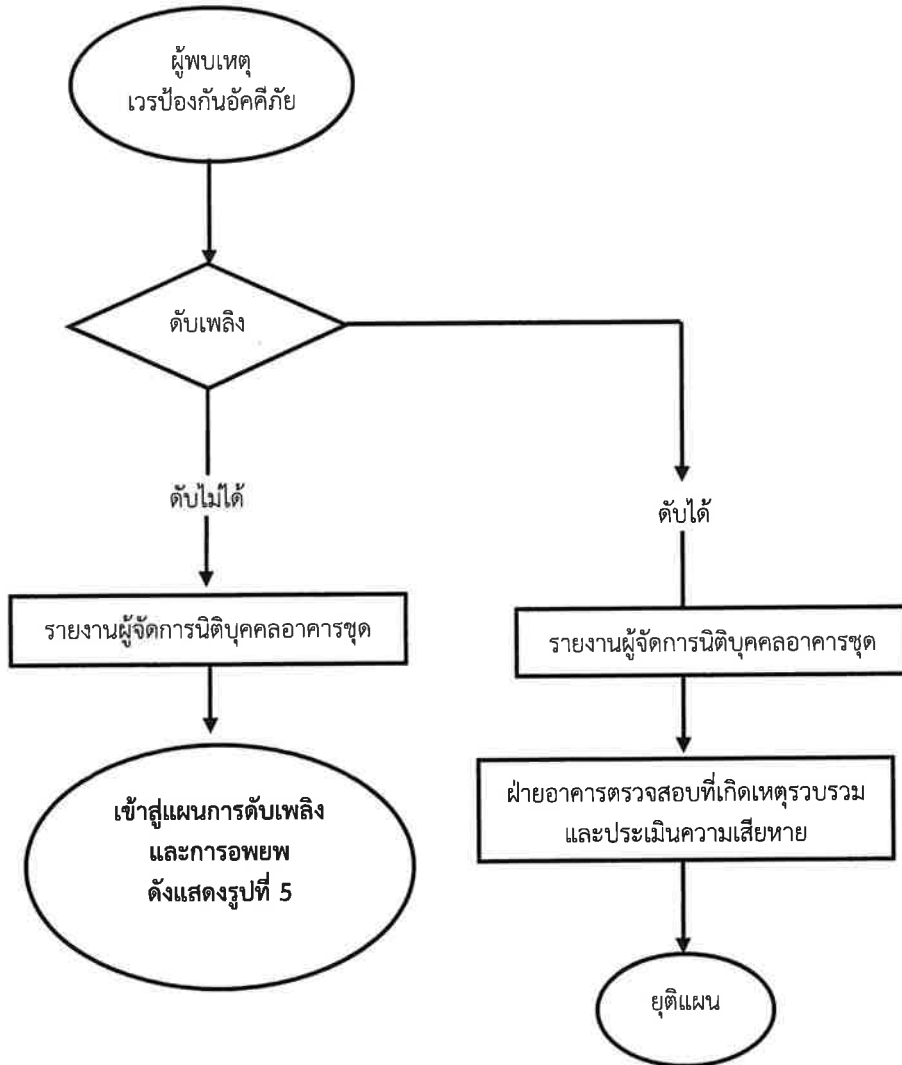 ผู้พบเหตุ
เวรป้องกันอัคคีภัย
ดับเพลิง
ดับไม่ได้
ดับได้
รายงานผู้จัดการนิติบุคคลอาคารชุด
รายงานผู้จัดการนิติบุคคลอาคารชุด
เข้าสู่แผนการดับเพลิง
และการอพยพ
ดังแสดงรูปที่ 5
ฝ่ายอาคารตรวจสอบที่เกิดเหตุรวบรวม
และประเมินความเสียหาย
ยุติแผน